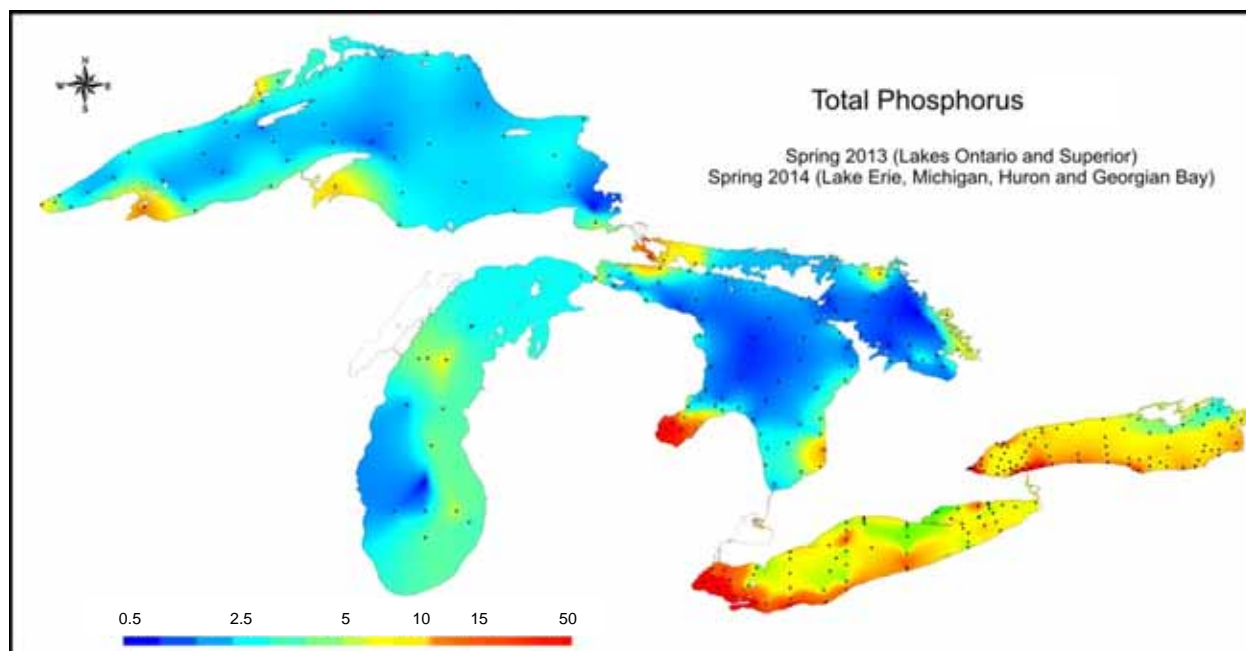 N
W E
S
Total Phosphorus
Spring 2013 (Lakes Ontario and Superior)
Spring 2014 (Lake Erie, Michigan, Huron and Georgian Bay)
0.5 2.5 5 10 15 50